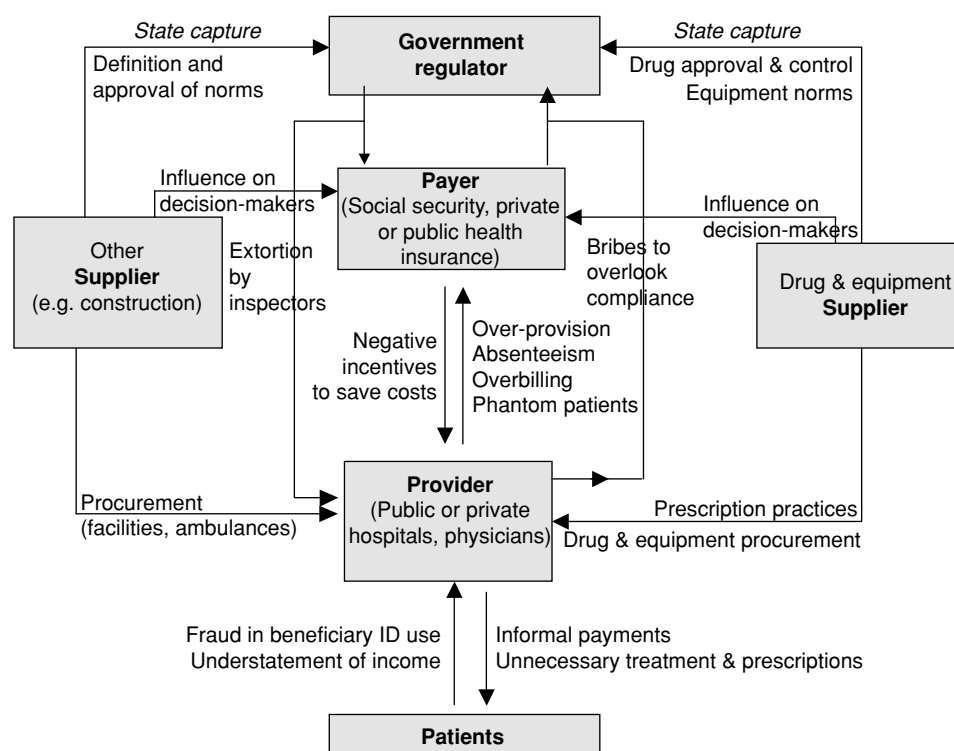 State capture
Definition and
approval of norms
Government
regulator
State capture
Drug approval & control
Equipment norms
Influence on
decision-makers
Payer
(Social security, private
or public health
insurance)
Influence on
decision-makers
Other
Supplier
(e.g. construction)
Extortion
by
inspectors
Bribes to
overlook
compliance
Drug & equipment
Supplier
Negative
incentives
to save costs
Over-provision
Absenteeism
Overbilling
Phantom patients
Procurement
(facilities, ambulances)
Provider
(Public or private
hospitals, physicians)
Prescription practices
Drug & equipment procurement
Fraud in beneficiary ID use
Understatement of income
Informal payments
Unnecessary treatment & prescriptions
Patients